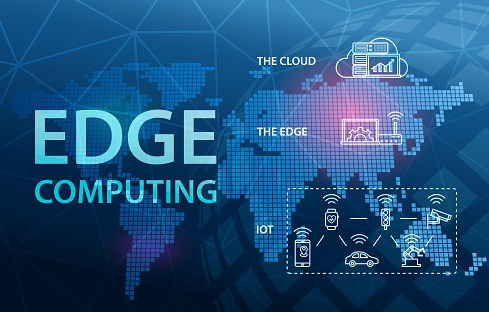 EDGE
COMPUTING
THE CLOUD
THE EDGE
IOT